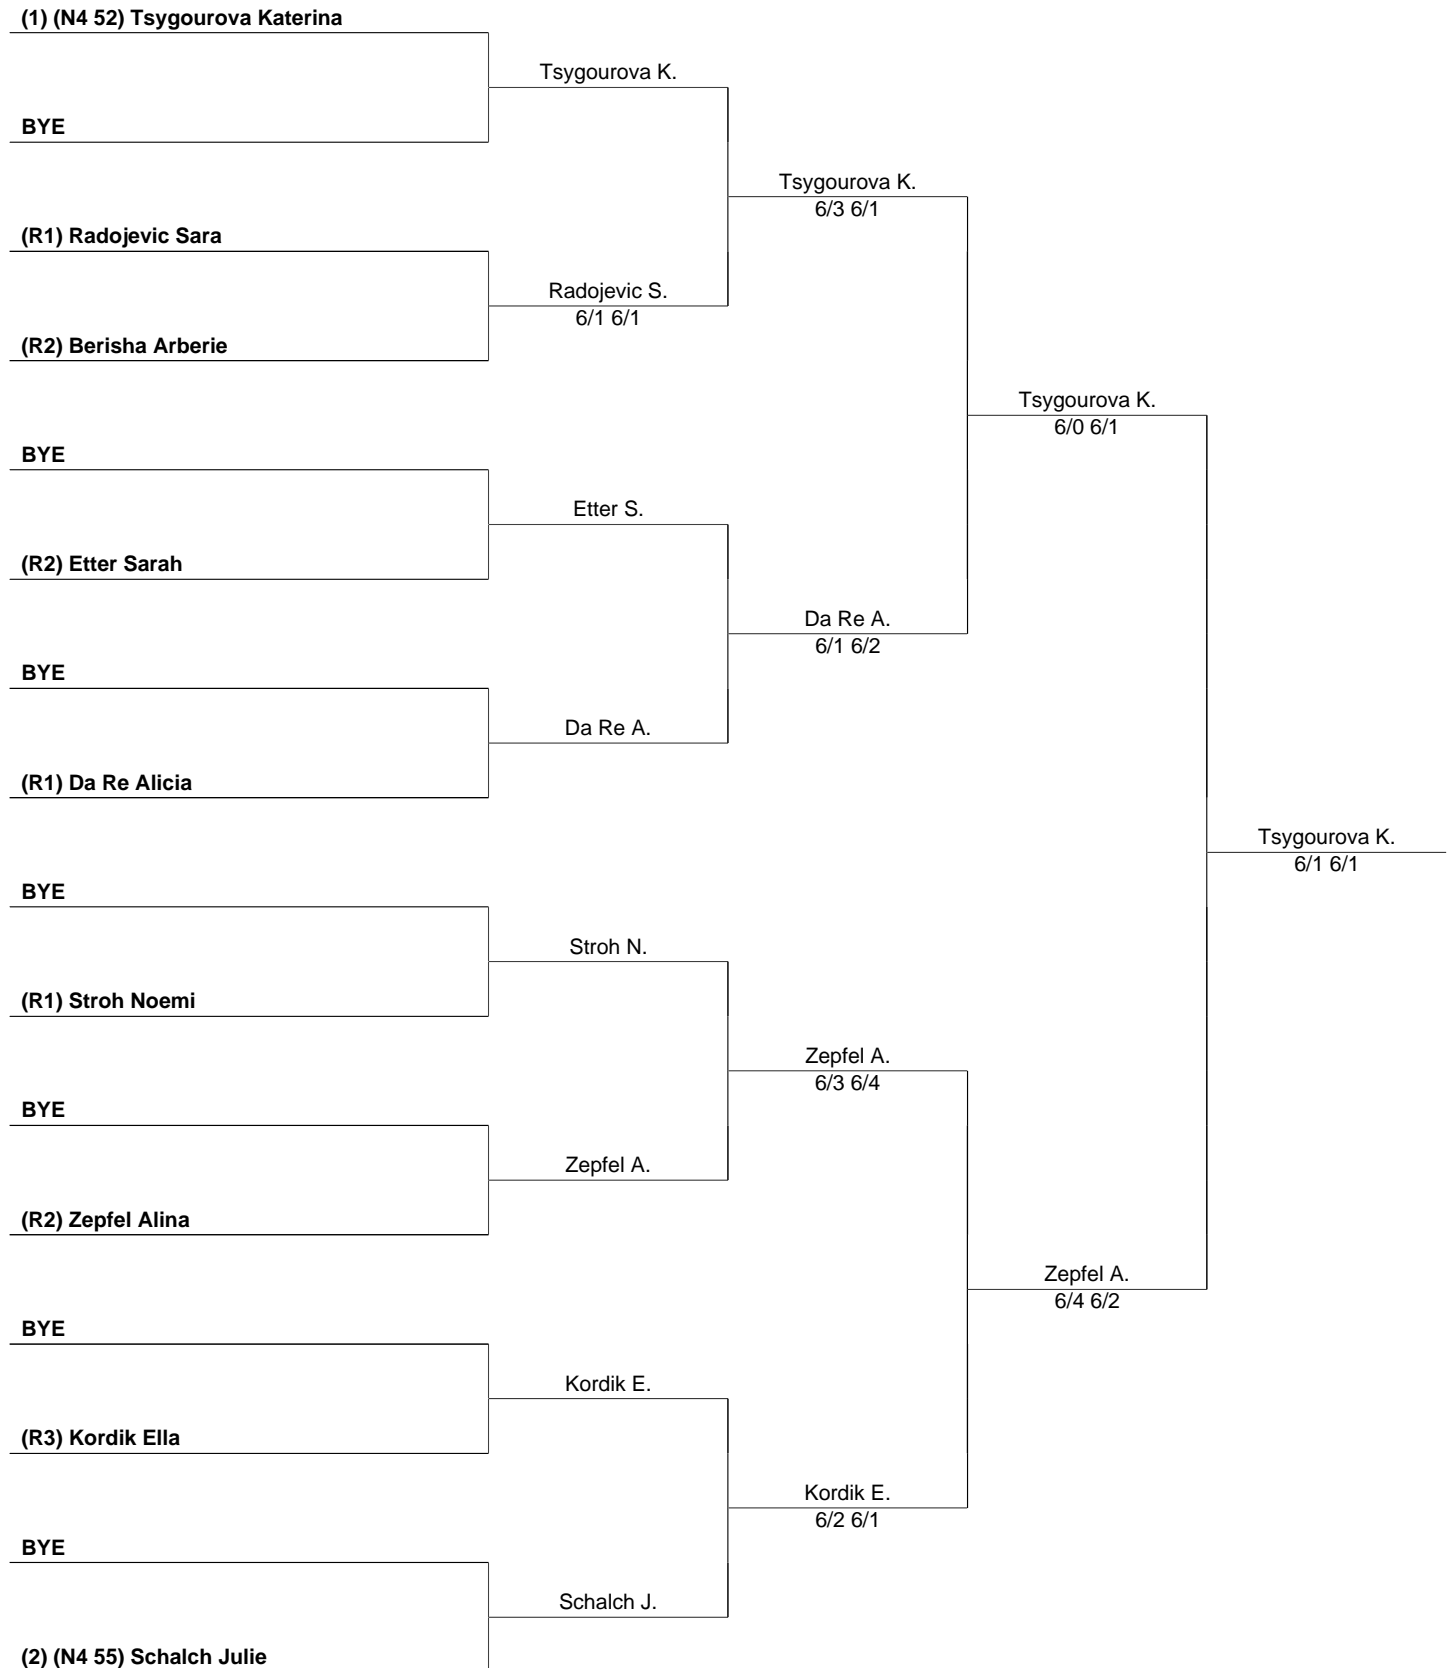 (1) (N4 52) Tsygourova Katerina
Tsygourova K.
BYE
Tsygourova K.
6/3 6/1
(R1) Radojevic Sara
Radojevic S.
6/1 6/1
(R2) Berisha Arberie
Tsygourova K.
6/0 6/1
BYE
Etter S.
(R2) Etter Sarah
Da Re A.
6/1 6/2
BYE
Da Re A.
(R1) Da Re Alicia
Tsygourova K.
6/1 6/1
BYE
Stroh N.
(R1) Stroh Noemi
Zepfel A.
6/3 6/4
BYE
Zepfel A.
(R2) Zepfel Alina
Zepfel A.
6/4 6/2
BYE
Kordik E.
(R3) Kordik Ella
Kordik E.
6/2 6/1
BYE
Schalch J.
(2) (N4 55) Schalch Julie